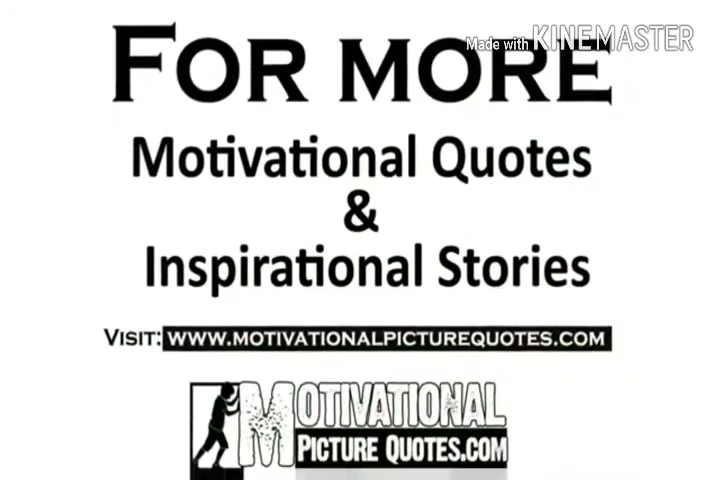 Made with KINEMASTER
FOR MORE
Motivational Quotes
&
Inspirational Stories
VISIT: WWW.MOTIVATIONALPICTUREQUOTES.COM
MOTIVATIONAL
PICTURE QUOTES.COM